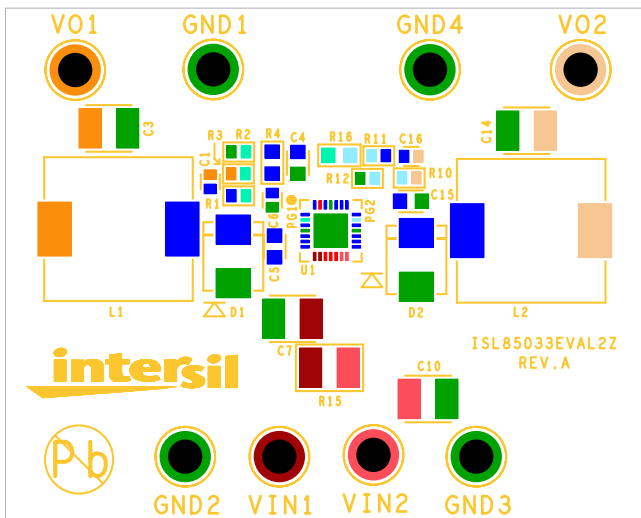 VO1 GND1 GND4 VO2
C3 R3 R2 R4 C4 R16 R11 C16 C14
C1 R12 R10
R1 C6 PG1 PG2 C15
C5 U1
L1 D1 D2 L2
C7
ISL85033EVAL2Z
REV.A
intersil
R15 C10
Pb
GND2 VIN1 VIN2 GND3